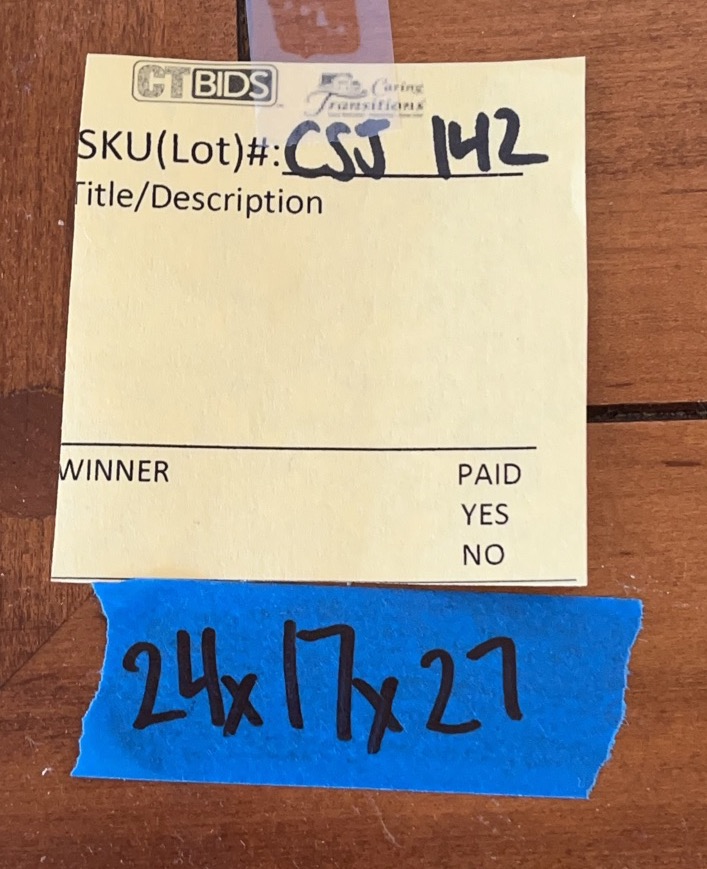 CTBIDS Caring
Transitions
SKU(Lot)#: CSJ 142
Title/Description
WINNER PAID
YES
NO
24x17x27